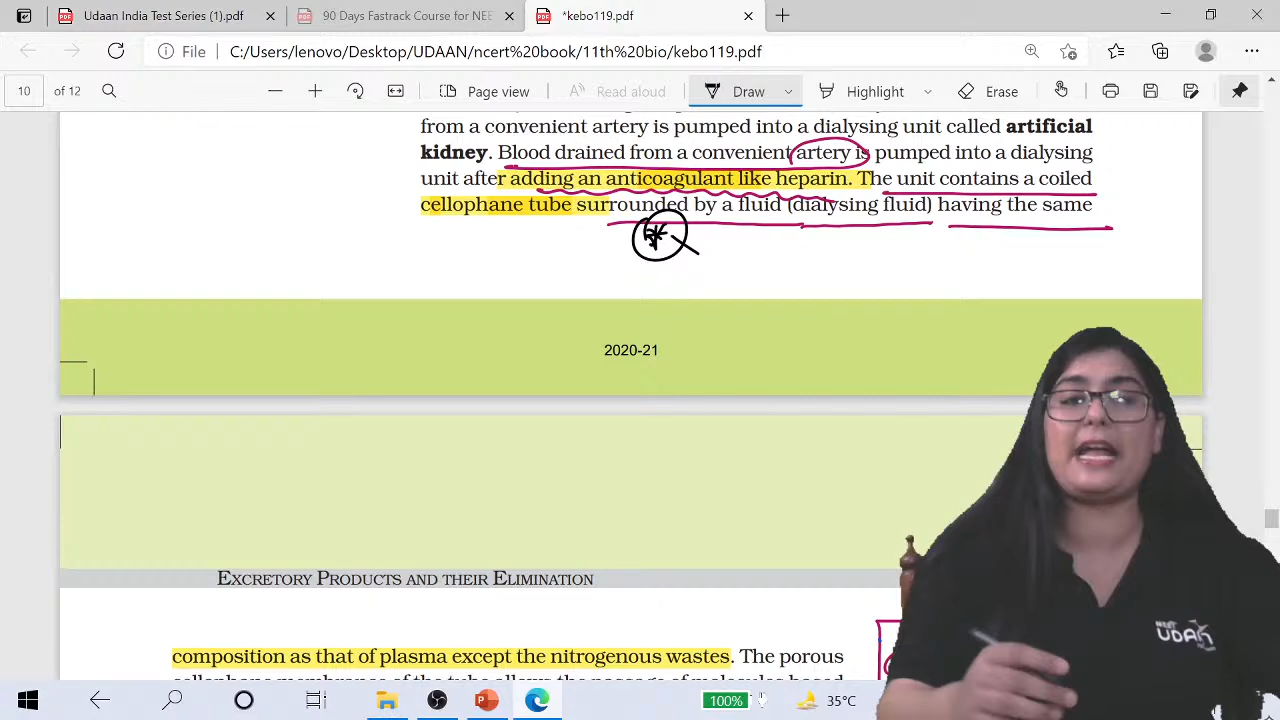 Udaan India Test Series (1).pdf
90 Days Fastrack Course for NEE
*kebo119.pdf
File
C:/Users/lenovo/Desktop/UDAAN/ncert%20book/11th%20bio/kebo119.pdf
10 of 12
Page view
Read aloud
Draw
Highlight
Erase
from a convenient artery is pumped into a dialysing unit called artificial
kidney. Blood drained from a convenient artery is pumped into a dialysing
unit after adding an anticoagulant like heparin. The unit contains a coiled
cellophane tube surrounded by a fluid (dialysing fluid) having the same
2020-21
EXCRETORY PRODUCTS AND THEIR ELIMINATION
composition as that of plasma except the nitrogenous wastes. The porous
UDAN
100%
35°C